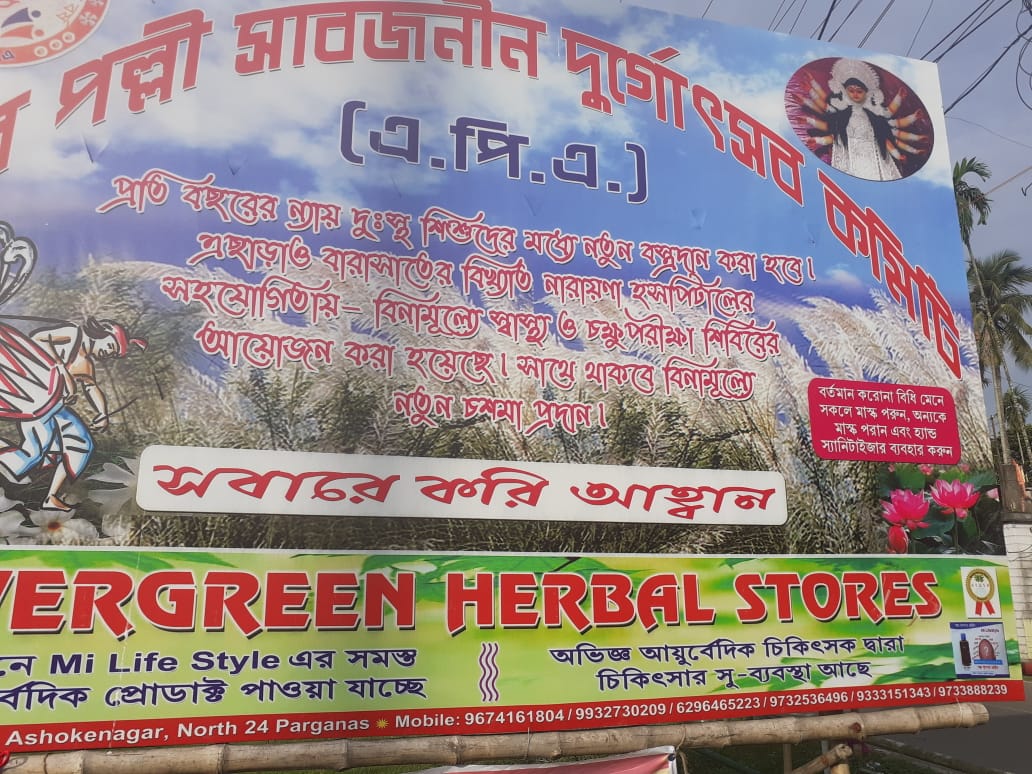 পল্লী সাবজনীন দুর্গোৎসব কমিটি
(এ.পি.এ.)
প্রতি বছরের ন্যায় দুঃস্থ শিশুদের মধ্যে নতুন বস্ত্রদান করা হবে।
এছাড়াও বারাসাতের বিখ্যাত নারায়ণা হসপিটালের
সহযোগিতায় – বিনামূল্যে স্বাস্থ্য ও চক্ষু পরীক্ষা শিবিরের
আয়োজন করা হয়েছে। সাথে থাকবে বিনামূল্যে
নতুন চশমা প্রদান।
বর্তমান করোনা বিধি মেনে
সকলে মাস্ক পরুন, অন্যকে
মাস্ক পরান এবং হ্যান্ড
স্যানিটাইজার ব্যবহার করুন
সবারে করি আহ্বান
VERGREEN HERBAL STORES
নে Mi Life Style এর সমস্ত
র্বেদিক প্রোডাক্ট পাওয়া যাচ্ছে
অভিজ্ঞ আয়ুর্বেদিক চিকিৎসক দ্বারা
চিকিৎসার সু-ব্যবস্থা আছে
Ashokenagar, North 24 Parganas Mobile: 9674161804 / 9932730209 / 6296465223 / 9732536496 / 9333151343 / 9733888239